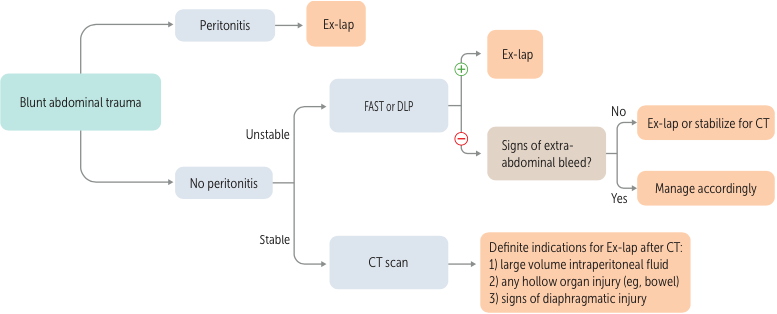 Peritonitis
Ex-lap
Blunt abdominal trauma
Ex-lap
FAST or DLP
Unstable
No
Ex-lap or stabilize for CT
Signs of extra-
abdominal bleed?
No peritonitis
Yes
Manage accordingly
Stable
CT scan
Definite indications for Ex-lap after CT:
1) large volume intraperitoneal fluid
2) any hollow organ injury (eg, bowel)
3) signs of diaphragmatic injury